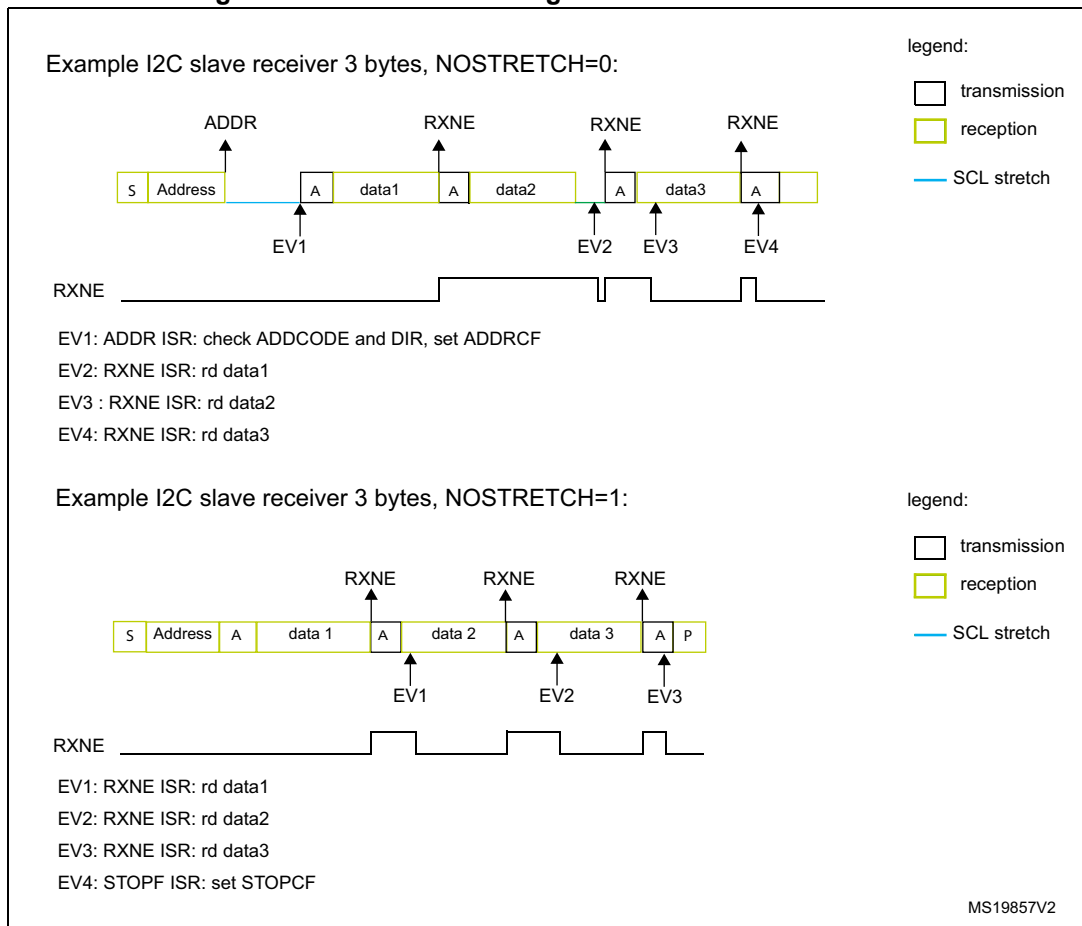 legend:
Example I2C slave receiver 3 bytes, NOSTRETCH=0:
transmission
reception
SCL stretch
ADDR RXNE RXNE RXNE
S Address A data1 A data2 A data3 A
EV1 EV2 EV3 EV4
RXNE
EV1: ADDR ISR: check ADDCODE and DIR, set ADDRCF
EV2: RXNE ISR: rd data1
EV3 : RXNE ISR: rd data2
EV4: RXNE ISR: rd data3
Example I2C slave receiver 3 bytes, NOSTRETCH=1:
legend:
transmission
reception
SCL stretch
RXNE RXNE RXNE
S Address A data 1 A data 2 A data 3 A P
EV1 EV2 EV3
RXNE
EV1: RXNE ISR: rd data1
EV2: RXNE ISR: rd data2
EV3: RXNE ISR: rd data3
EV4: STOPF ISR: set STOPCF
MS19857V2